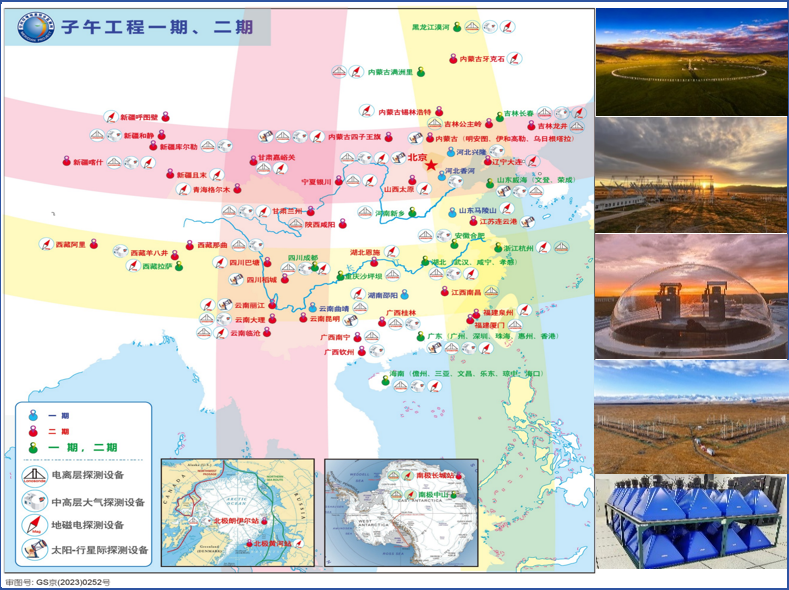 子午工程一期、二期
黑龙江漠河
内蒙古牙克石
内蒙古满洲里
内蒙古锡林浩特
吉林长春
吉林公主岭
吉林龙井
新疆呼图壁
新疆和静
新疆库尔勒
内蒙古四子王旗
内蒙古（明安图、伊和高勒、乌日根塔拉）
新疆喀什
甘肃嘉峪关
北京
河北兴隆
辽宁大连
新疆且末
宁夏银川
河北香河
山东威海（文登、荣成）
青海格尔木
山西太原
甘肃兰州
河南新乡
山东马陵山
陕西咸阳
江苏连云港
西藏阿里
西藏那曲
安徽合肥
西藏羊八井
湖北恩施
浙江杭州
西藏拉萨
四川巴塘
四川成都
湖北（武汉、咸宁、孝感）
四川稻城
重庆沙坪坝
湖南邵阳
江西南昌
云南丽江
云南曲靖
广西桂林
福建泉州
云南大理
云南昆明
福建厦门
云南临沧
广西南宁
广东（广州、深圳、珠海、惠州、香港）
广西钦州
海南（儋州、三亚、文昌、乐东、琼中、海口）
一期
二期
一期，二期
电离层探测设备
中高层大气探测设备
地磁电探测设备
太阳-行星际探测设备
CANADA
RUSSIA
ARCTIC
OCEAN
Greenland
(DENMARK)
北极朗伊尔站
北极黄河站
南极长城站
南极中山站
WEST
ANTARCTICA
EAST ANTARCTICA
审图号: GS京(2023)0252号